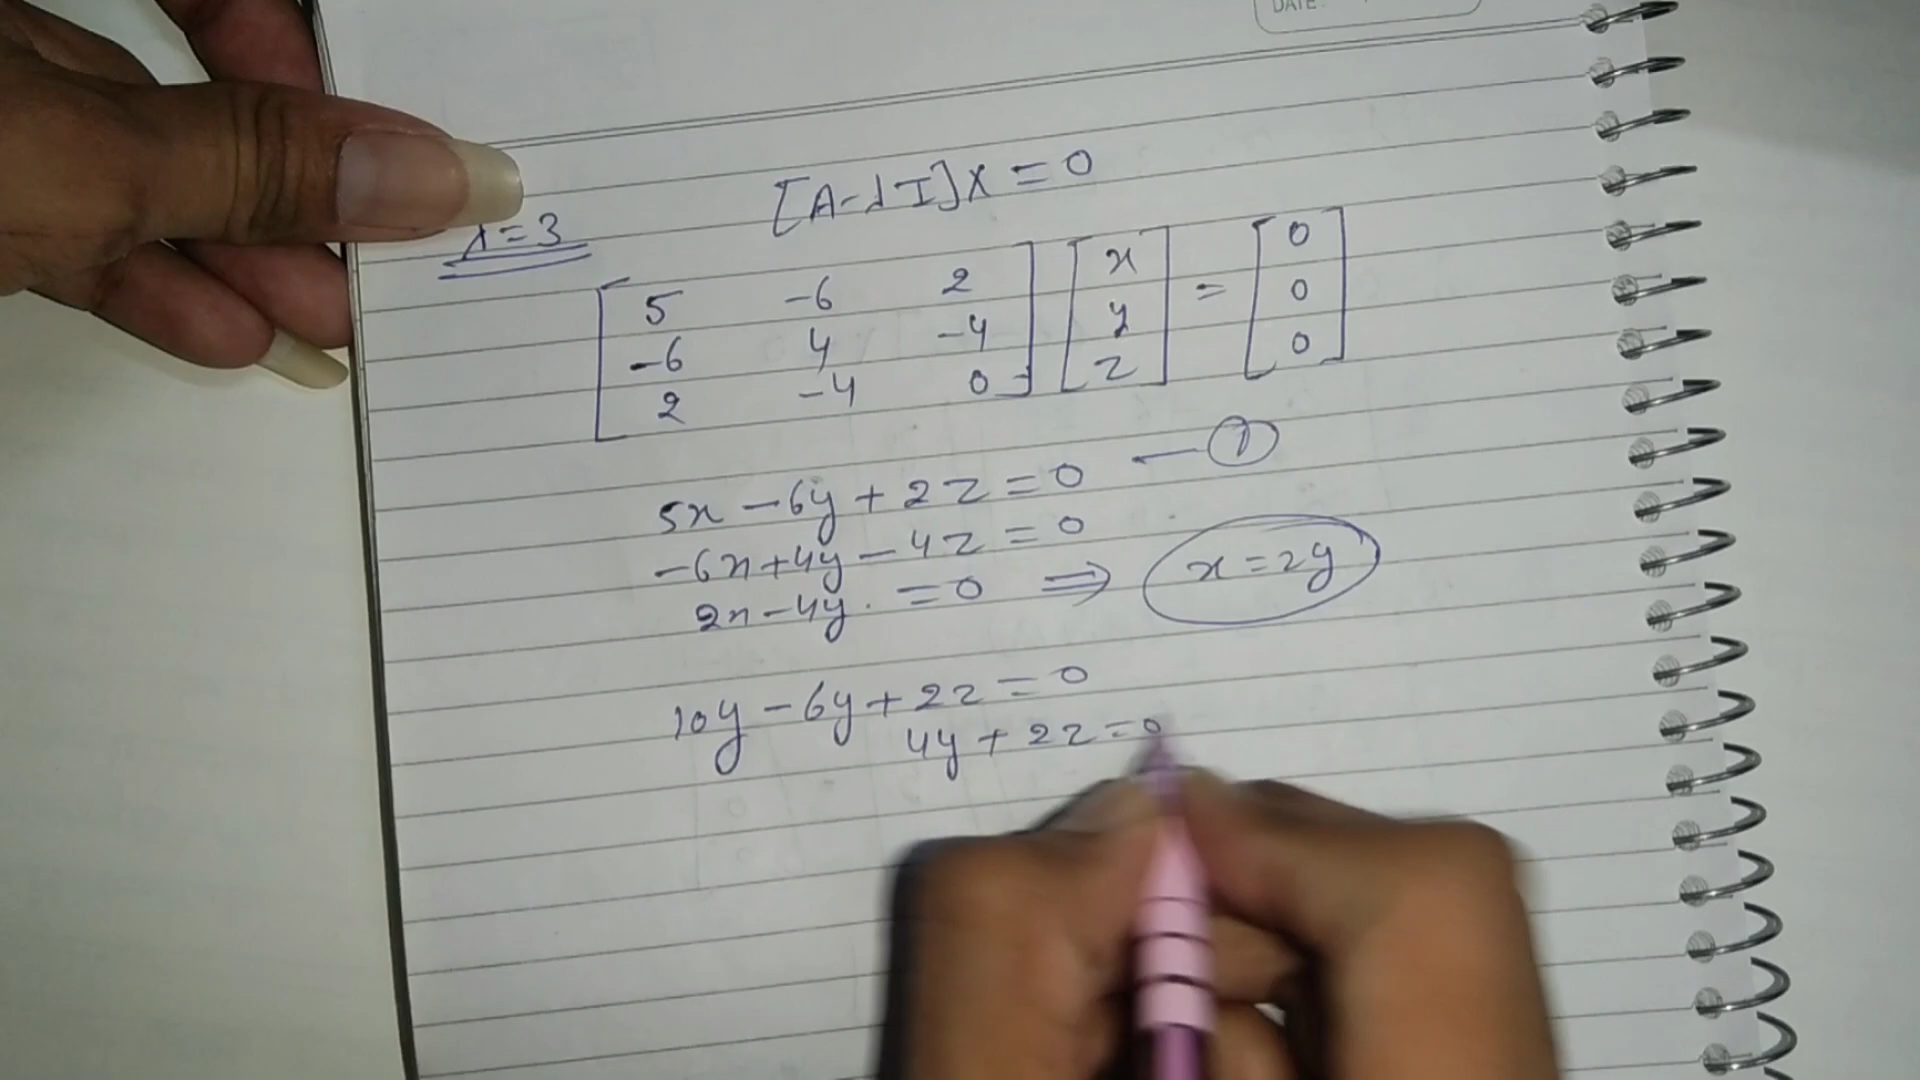 DATE
[A-λI]X = 0
λ=3
[5 -6 2] [x] = [0]
[-6 4 -4] [y] [0]
[2 -4 0] [z] [0]
5x - 6y + 2z = 0 — ①
-6x + 4y - 4z = 0
2x - 4y . = 0 ⇒ x = 2y
10y - 6y + 2z = 0
4y + 2z = 0